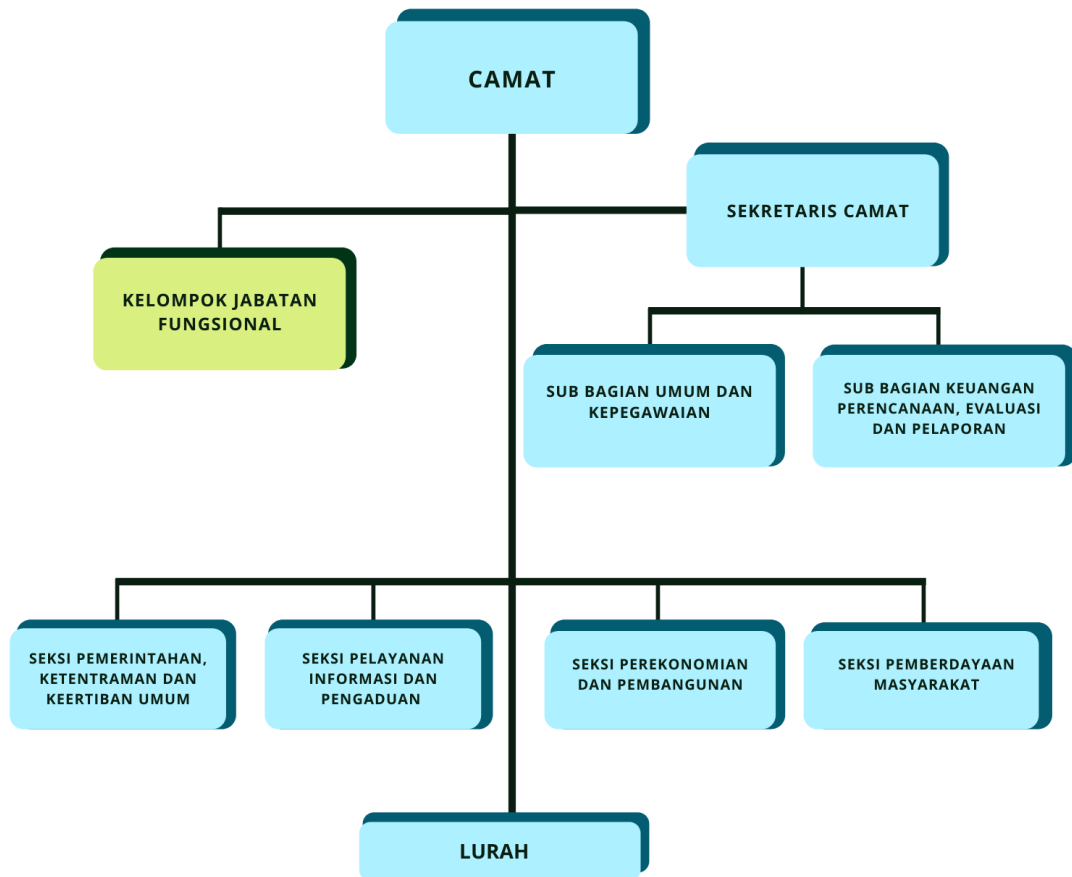 CAMAT
SEKRETARIS CAMAT
KELOMPOK JABATAN
FUNGSIONAL
SUB BAGIAN UMUM DAN
KEPEGAWAIAN
SUB BAGIAN KEUANGAN
PERENCANAAN, EVALUASI
DAN PELAPORAN
SEKSI PEMERINTAHAN,
KETENTRAMAN DAN
KEERTIBAN UMUM
SEKSI PELAYANAN
INFORMASI DAN
PENGADUAN
SEKSI PEREKONOMIAN
DAN PEMBANGUNAN
SEKSI PEMBERDAYAAN
MASYARAKAT
LURAH